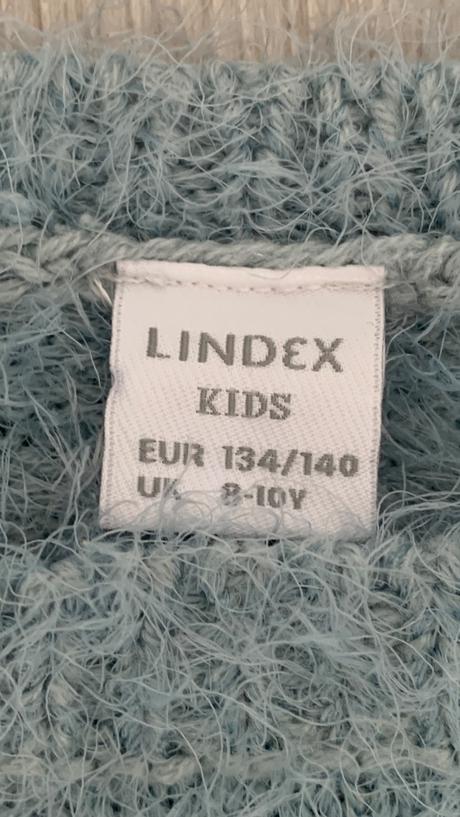 LINDEX
KIDS
EUR 134/140
UK 8-10Y